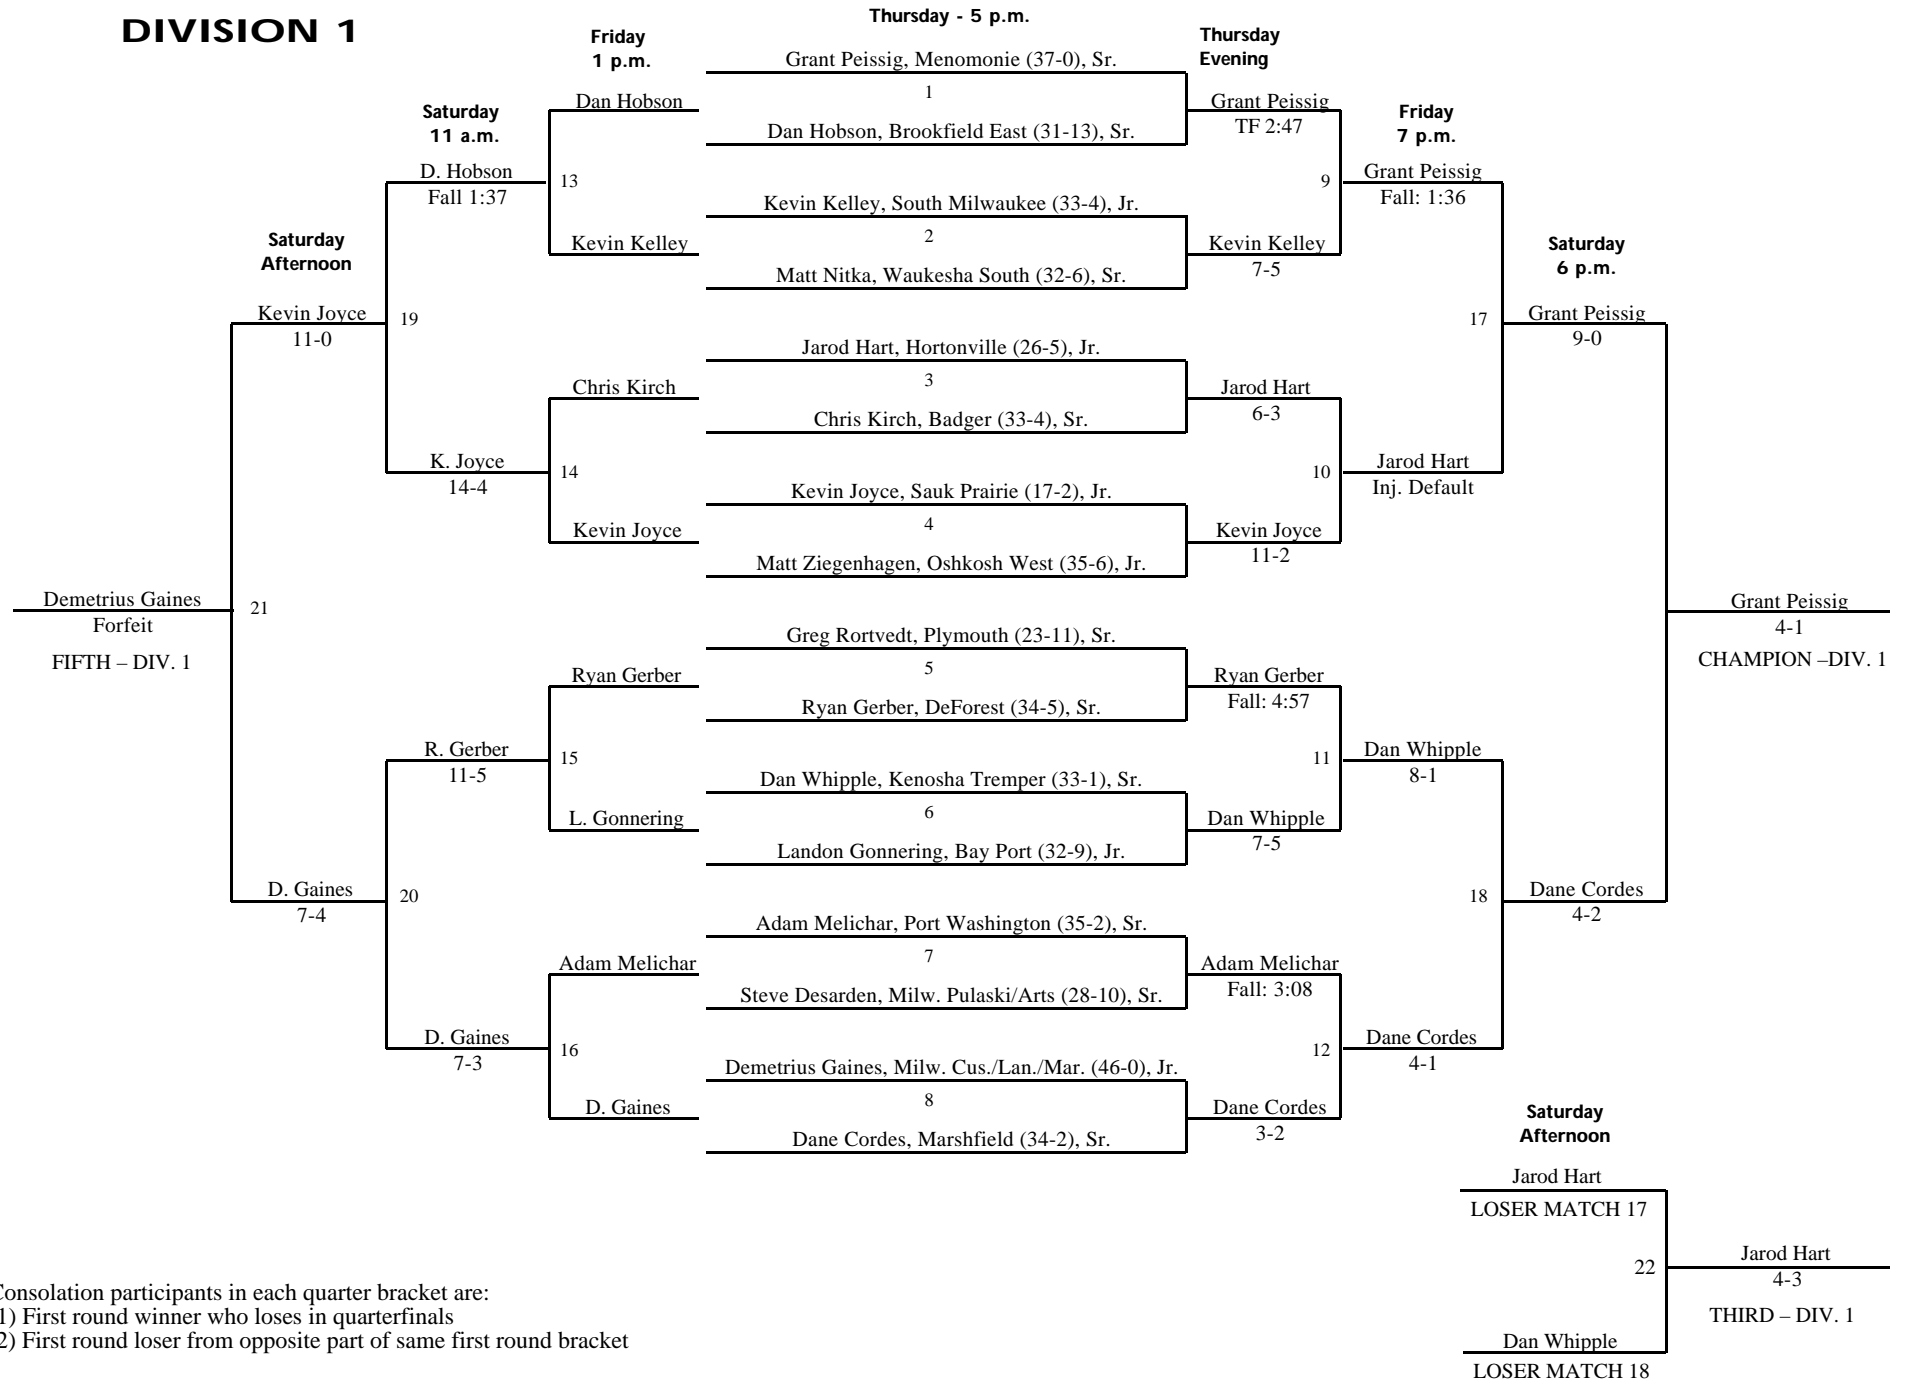 DIVISION 1
Thursday - 5 p.m.
Friday
1 p.m.
Thursday
Evening
Grant Peissig, Menomonie (37-0), Sr.
Saturday
11 a.m.
Dan Hobson
1
Grant Peissig
TF 2:47
Friday
7 p.m.
Dan Hobson, Brookfield East (31-13), Sr.
D. Hobson
Fall 1:37
13
9
Grant Peissig
Fall: 1:36
Kevin Kelley, South Milwaukee (33-4), Jr.
Saturday
Afternoon
Kevin Kelley
2
Kevin Kelley
7-5
Saturday
6 p.m.
Matt Nitka, Waukesha South (32-6), Sr.
Kevin Joyce
11-0
19
17
Grant Peissig
9-0
Jarod Hart, Hortonville (26-5), Jr.
Chris Kirch
3
Jarod Hart
6-3
Chris Kirch, Badger (33-4), Sr.
K. Joyce
14-4
14
10
Jarod Hart
Inj. Default
Kevin Joyce, Sauk Prairie (17-2), Jr.
Kevin Joyce
4
Kevin Joyce
11-2
Matt Ziegenhagen, Oshkosh West (35-6), Jr.
Demetrius Gaines
Forfeit
FIFTH – DIV. 1
21
Grant Peissig
4-1
CHAMPION –DIV. 1
Greg Rortvedt, Plymouth (23-11), Sr.
Ryan Gerber
5
Ryan Gerber
Fall: 4:57
Ryan Gerber, DeForest (34-5), Sr.
R. Gerber
11-5
15
11
Dan Whipple
8-1
Dan Whipple, Kenosha Tremper (33-1), Sr.
L. Gonnering
6
Dan Whipple
7-5
Landon Gonnering, Bay Port (32-9), Jr.
D. Gaines
7-4
20
18
Dane Cordes
4-2
Adam Melichar, Port Washington (35-2), Sr.
Adam Melichar
7
Adam Melichar
Fall: 3:08
Steve Desarden, Milw. Pulaski/Arts (28-10), Sr.
D. Gaines
7-3
16
12
Dane Cordes
4-1
Demetrius Gaines, Milw. Cus./Lan./Mar. (46-0), Jr.
D. Gaines
8
Dane Cordes
3-2
Dane Cordes, Marshfield (34-2), Sr.
Saturday
Afternoon
Jarod Hart
LOSER MATCH 17
22
Jarod Hart
4-3
THIRD – DIV. 1
Dan Whipple
LOSER MATCH 18
Consolation participants in each quarter bracket are:
1) First round winner who loses in quarterfinals
2) First round loser from opposite part of same first round bracket